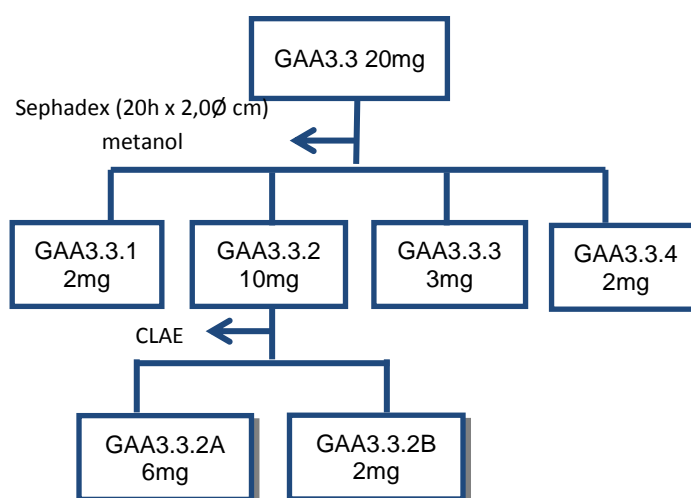 GAA3.3 20mg
Sephadex (20h x 2,0Ø cm)
metanol
GAA3.3.1
2mg
GAA3.3.2
10mg
GAA3.3.3
3mg
GAA3.3.4
2mg
CLAE
GAA3.3.2A
6mg
GAA3.3.2B
2mg